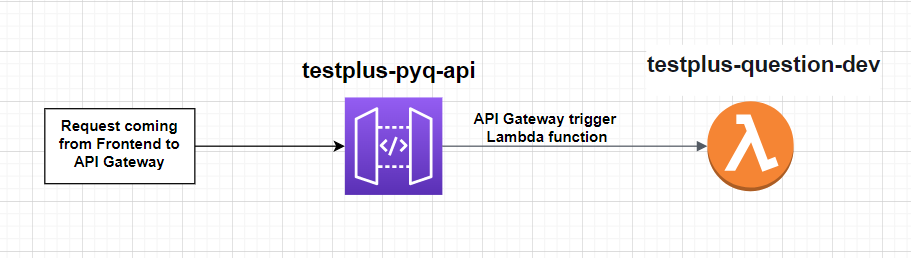 testplus-pyq-api
testplus-question-dev
Request coming
from Frontend to
API Gateway
</>
API Gateway trigger
Lambda function
λ